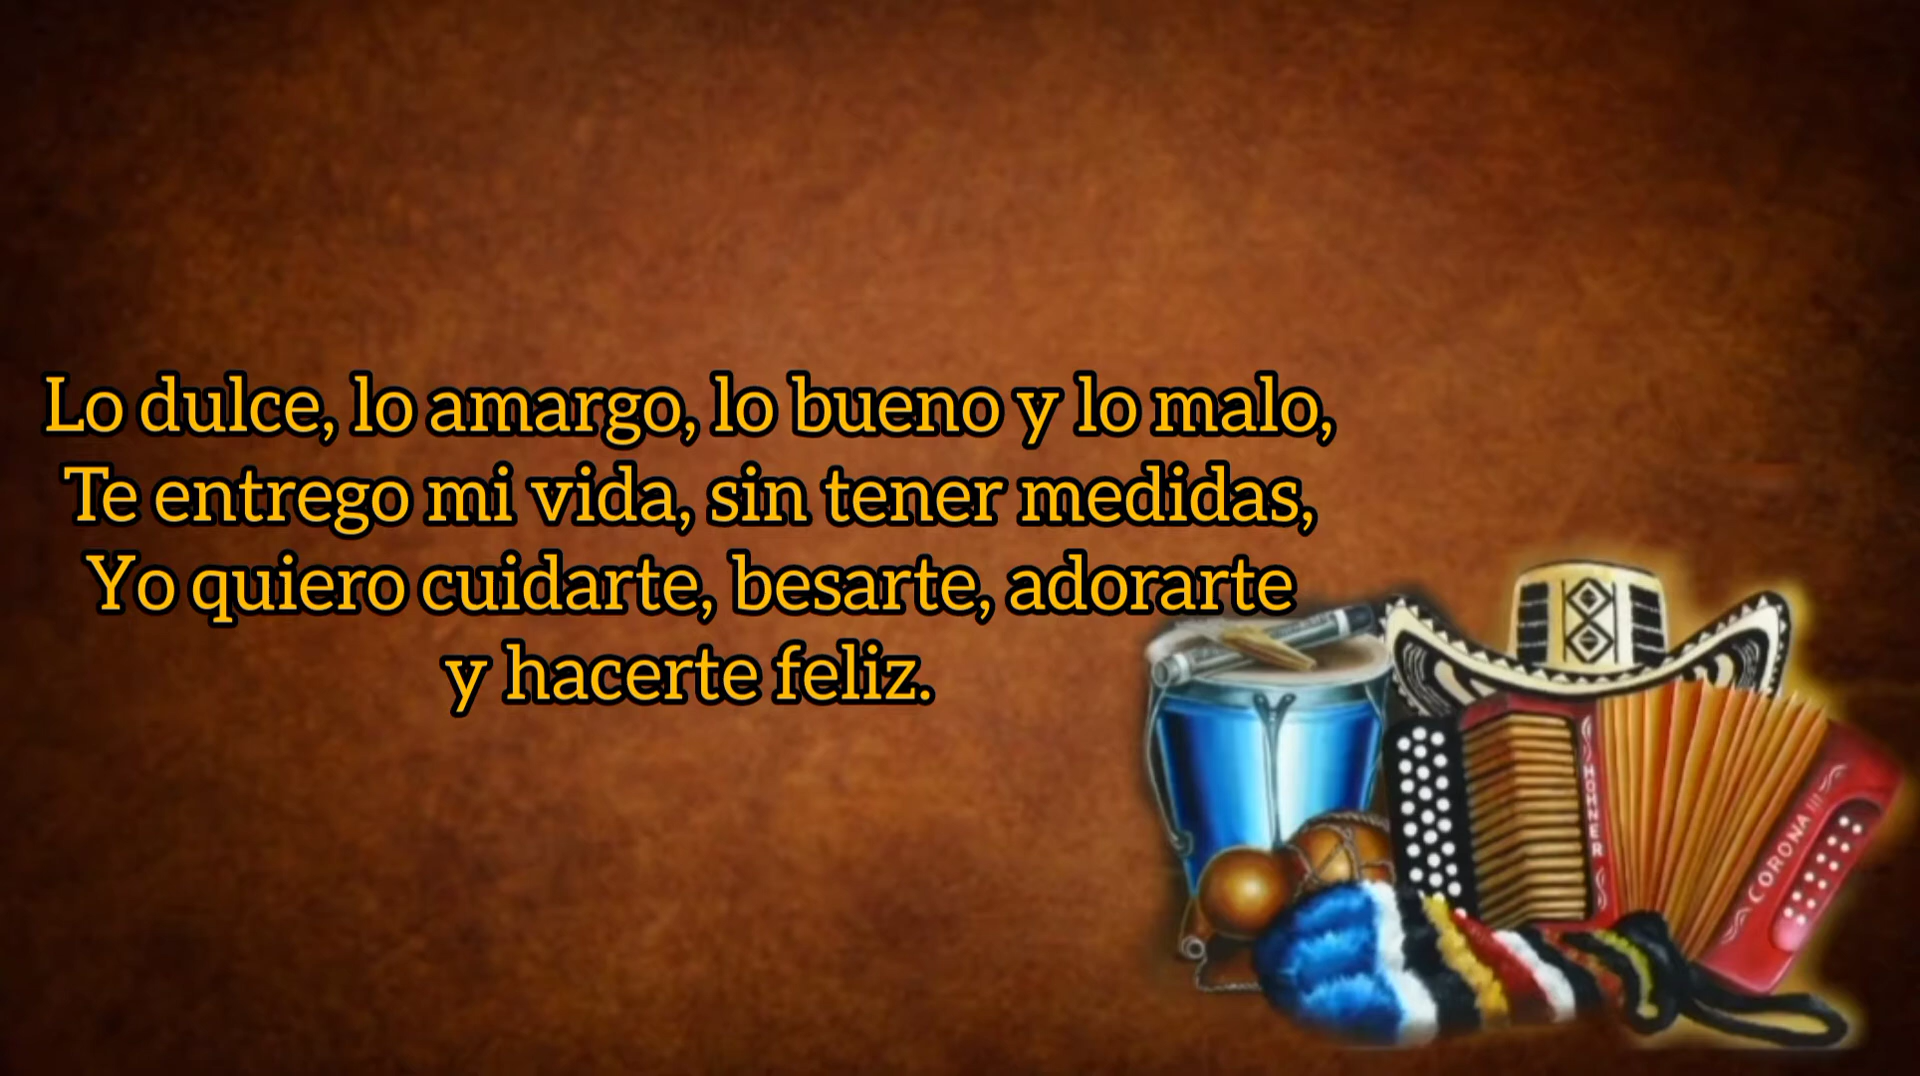 Lo dulce, lo amargo, lo bueno y lo malo,
Te entrego mi vida, sin tener medidas,
Yo quiero cuidarte, besarte, adorarte
y hacerte feliz.
HOHNER
CORONA III